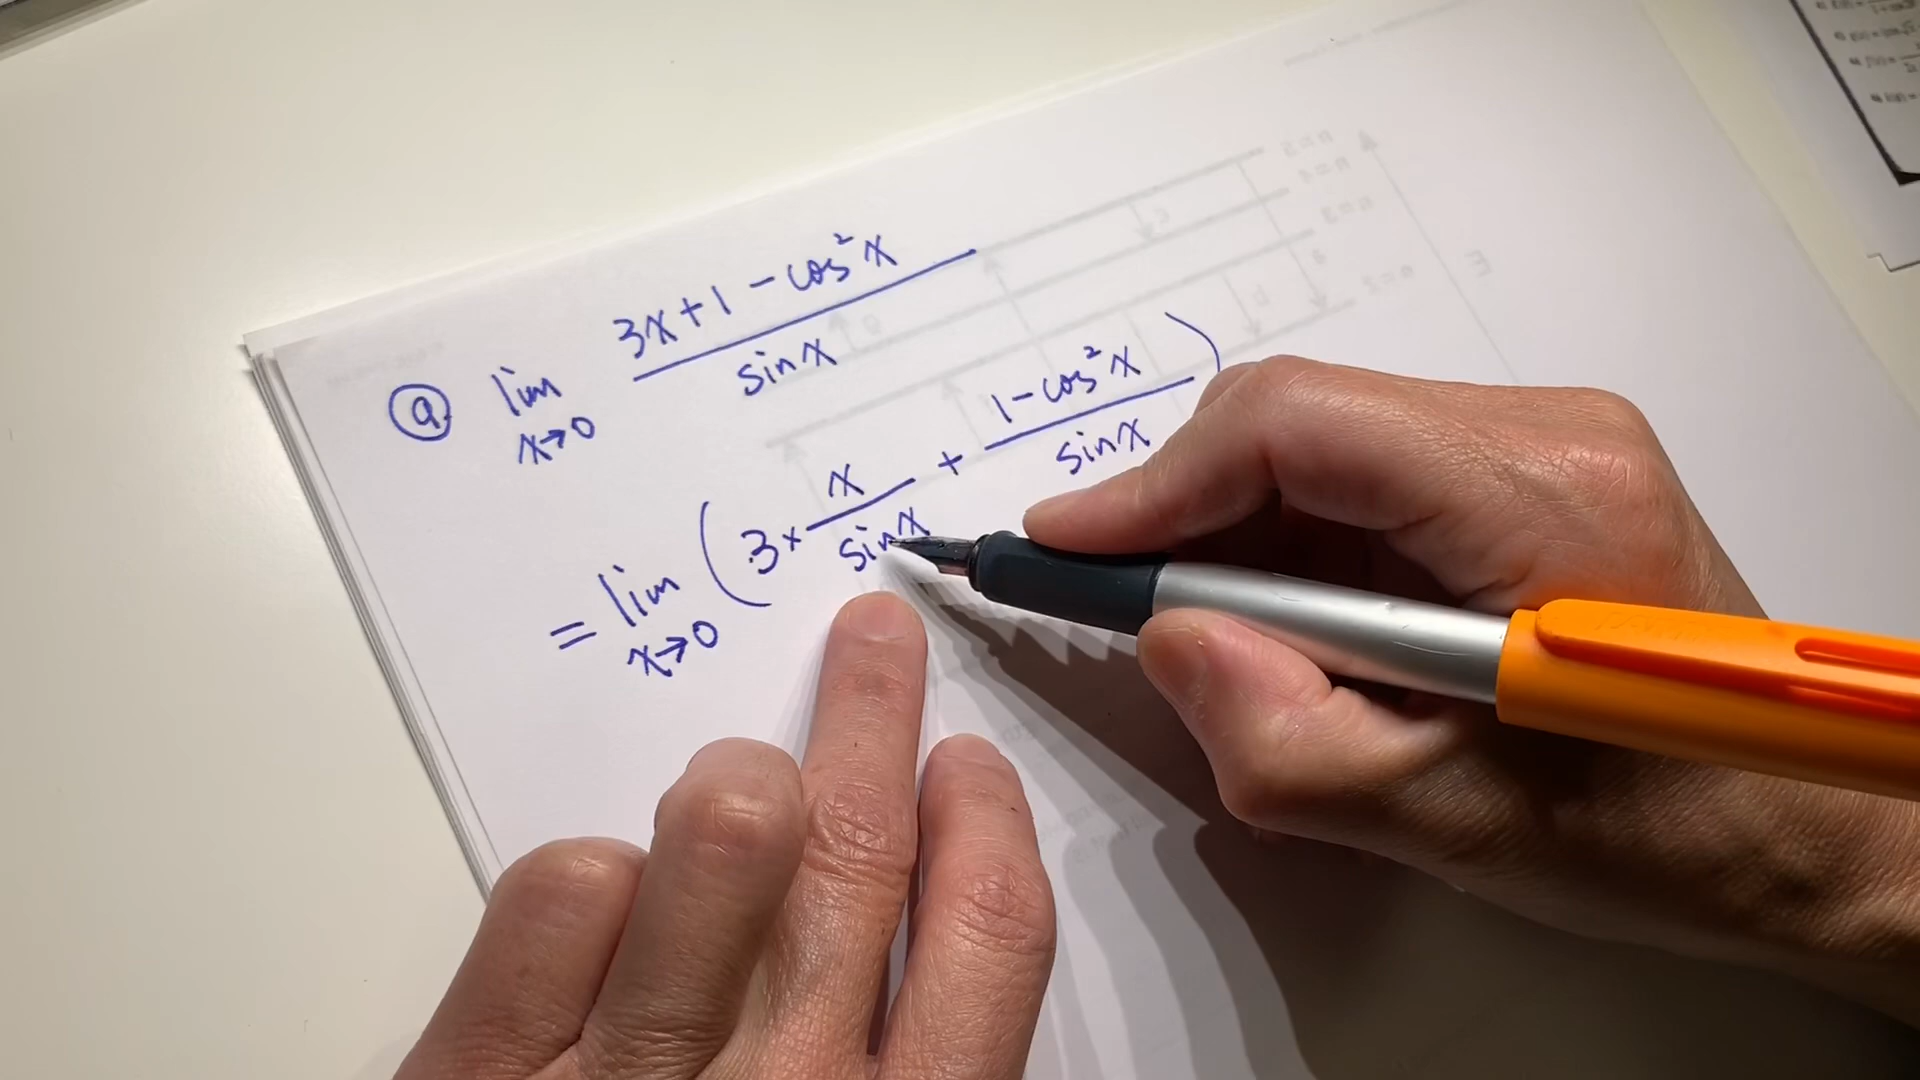 ⓐ lim x→0 (3x+1-cos²x)/(sinx)
= lim x→0 (3× x/(sinx) + (1-cos²x)/(sinx))